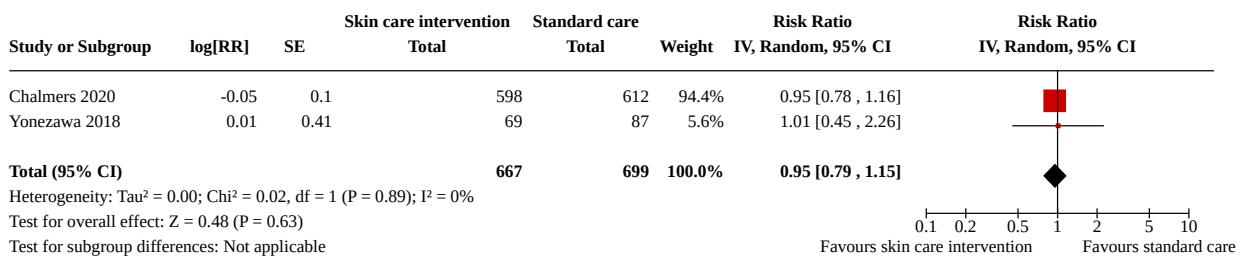 Skin care intervention Standard care Risk Ratio Risk Ratio
Study or Subgroup log[RR] SE Total Total Weight IV, Random, 95% CI IV, Random, 95% CI
Chalmers 2020 -0.05 0.1 598 612 94.4% 0.95 [0.78 , 1.16]
Yonezawa 2018 0.01 0.41 69 87 5.6% 1.01 [0.45 , 2.26]
Total (95% CI) 667 699 100.0% 0.95 [0.79 , 1.15]
Heterogeneity: Tau² = 0.00; Chi² = 0.02, df = 1 (P = 0.89); I² = 0%
Test for overall effect: Z = 0.48 (P = 0.63)
0.1 0.2 0.5 1 2 5 10
Test for subgroup differences: Not applicable Favours skin care intervention Favours standard care